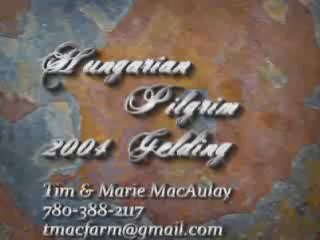 Hungarian
Pilgrim
2004 Gelding
Tim & Marie MacAulay
780-388-2117
tmacfarm@gmail.com